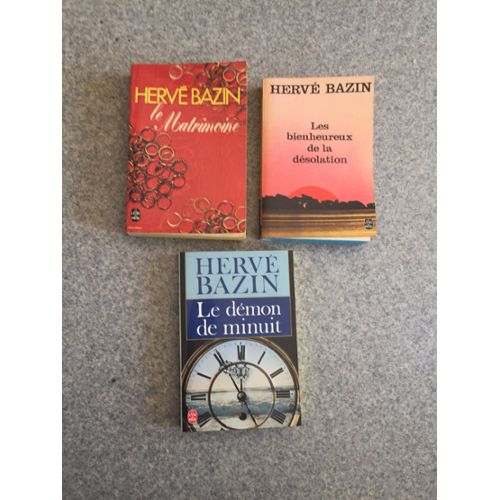 HERVÉ BAZIN
le Matrimoine
HERVÉ BAZIN
Les
bienheureux
de la
désolation
HERVÉ
BAZIN
Le démon
de minuit